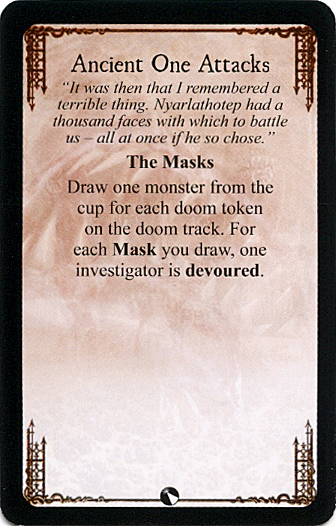 Ancient One Attacks
“It was then that I remembered a
terrible thing. Nyarlathotep had a
thousand faces with which to battle
us – all at once if he so chose.”
The Masks
Draw one monster from the
cup for each doom token
on the doom track. For
each Mask you draw, one
investigator is devoured.